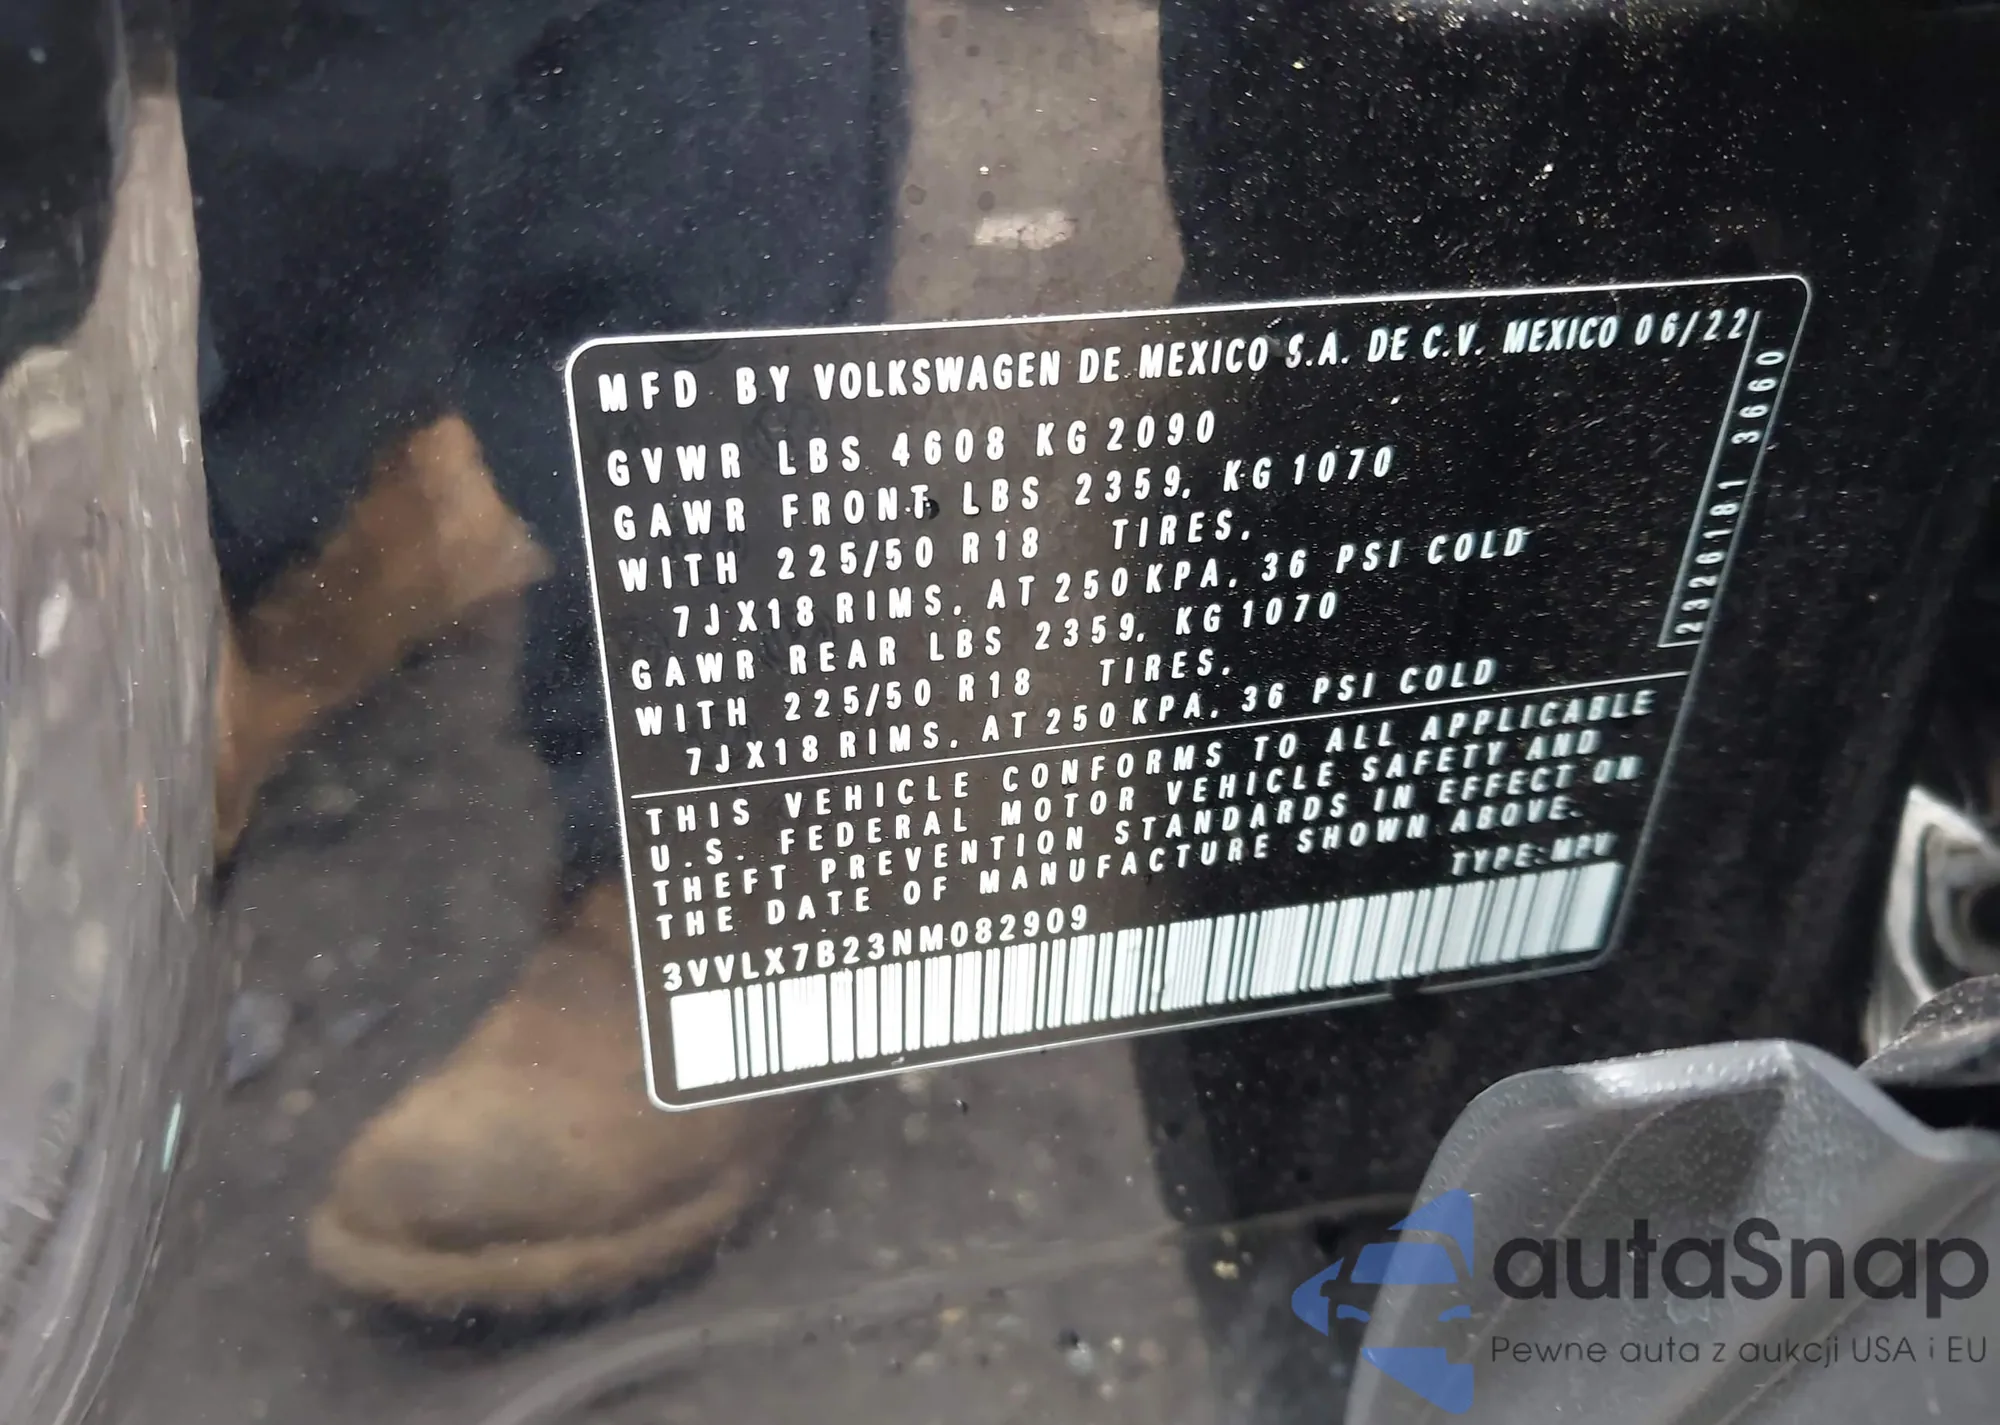 MFD BY VOLKSWAGEN DE MEXICO S.A. DE C.V. MEXICO 06/22
GVWR LBS 4608 KG 2090
GAWR FRONT LBS 2359, KG 1070
WITH 225/50 R18 TIRES,
7JX18 RIMS, AT 250 KPA, 36 PSI COLD
GAWR REAR LBS 2359, KG 1070
WITH 225/50 R18 TIRES,
7JX18 RIMS, AT 250 KPA, 36 PSI COLD
2326181 3660
THIS VEHICLE CONFORMS TO ALL APPLICABLE
U.S. FEDERAL MOTOR VEHICLE SAFETY AND
THEFT PREVENTION STANDARDS IN EFFECT ON
THE DATE OF MANUFACTURE SHOWN ABOVE.
TYPE: MPV
3VVLX7B23NM082909
autaSnap
Pewne auta z aukcji USA i EU